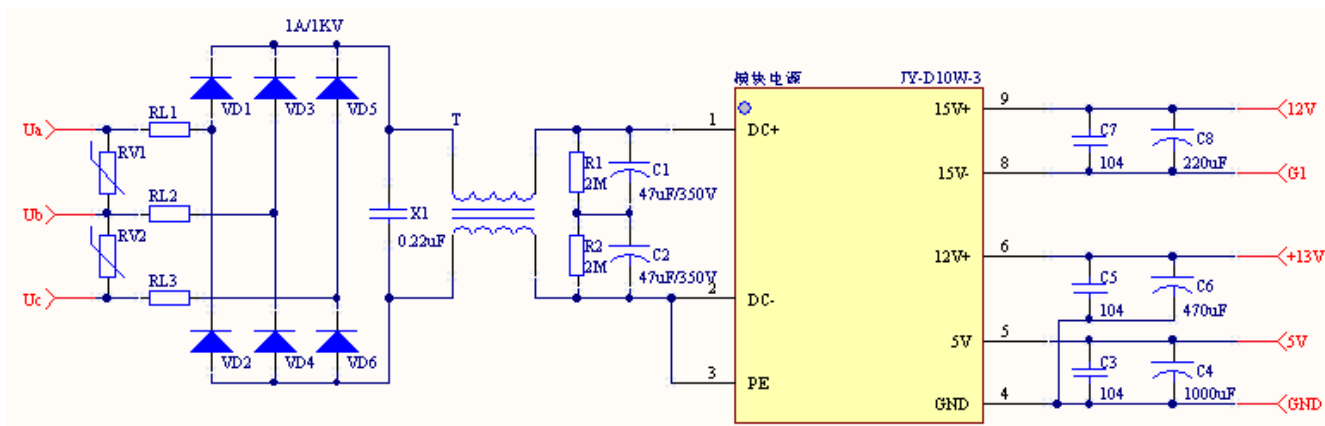 1A/1KV
模块电源 JY-D10W-3
VD1 VD3 VD5
RL1
Ua
RV1
RL2
Ub
RV2
RL3
Uc
VD2 VD4 VD6
T
X1
0.22uF
R1
2M
C1
47uF/350V
R2
2M
C2
47uF/350V
1 DC+
2 DC-
3 PE
15V+ 9
15V- 8
12V+ 6
5V 5
GND 4
C7
104
C8
220uF
C5
104
C6
470uF
C3
104
C4
1000uF
12V
G1
+13V
5V
GND